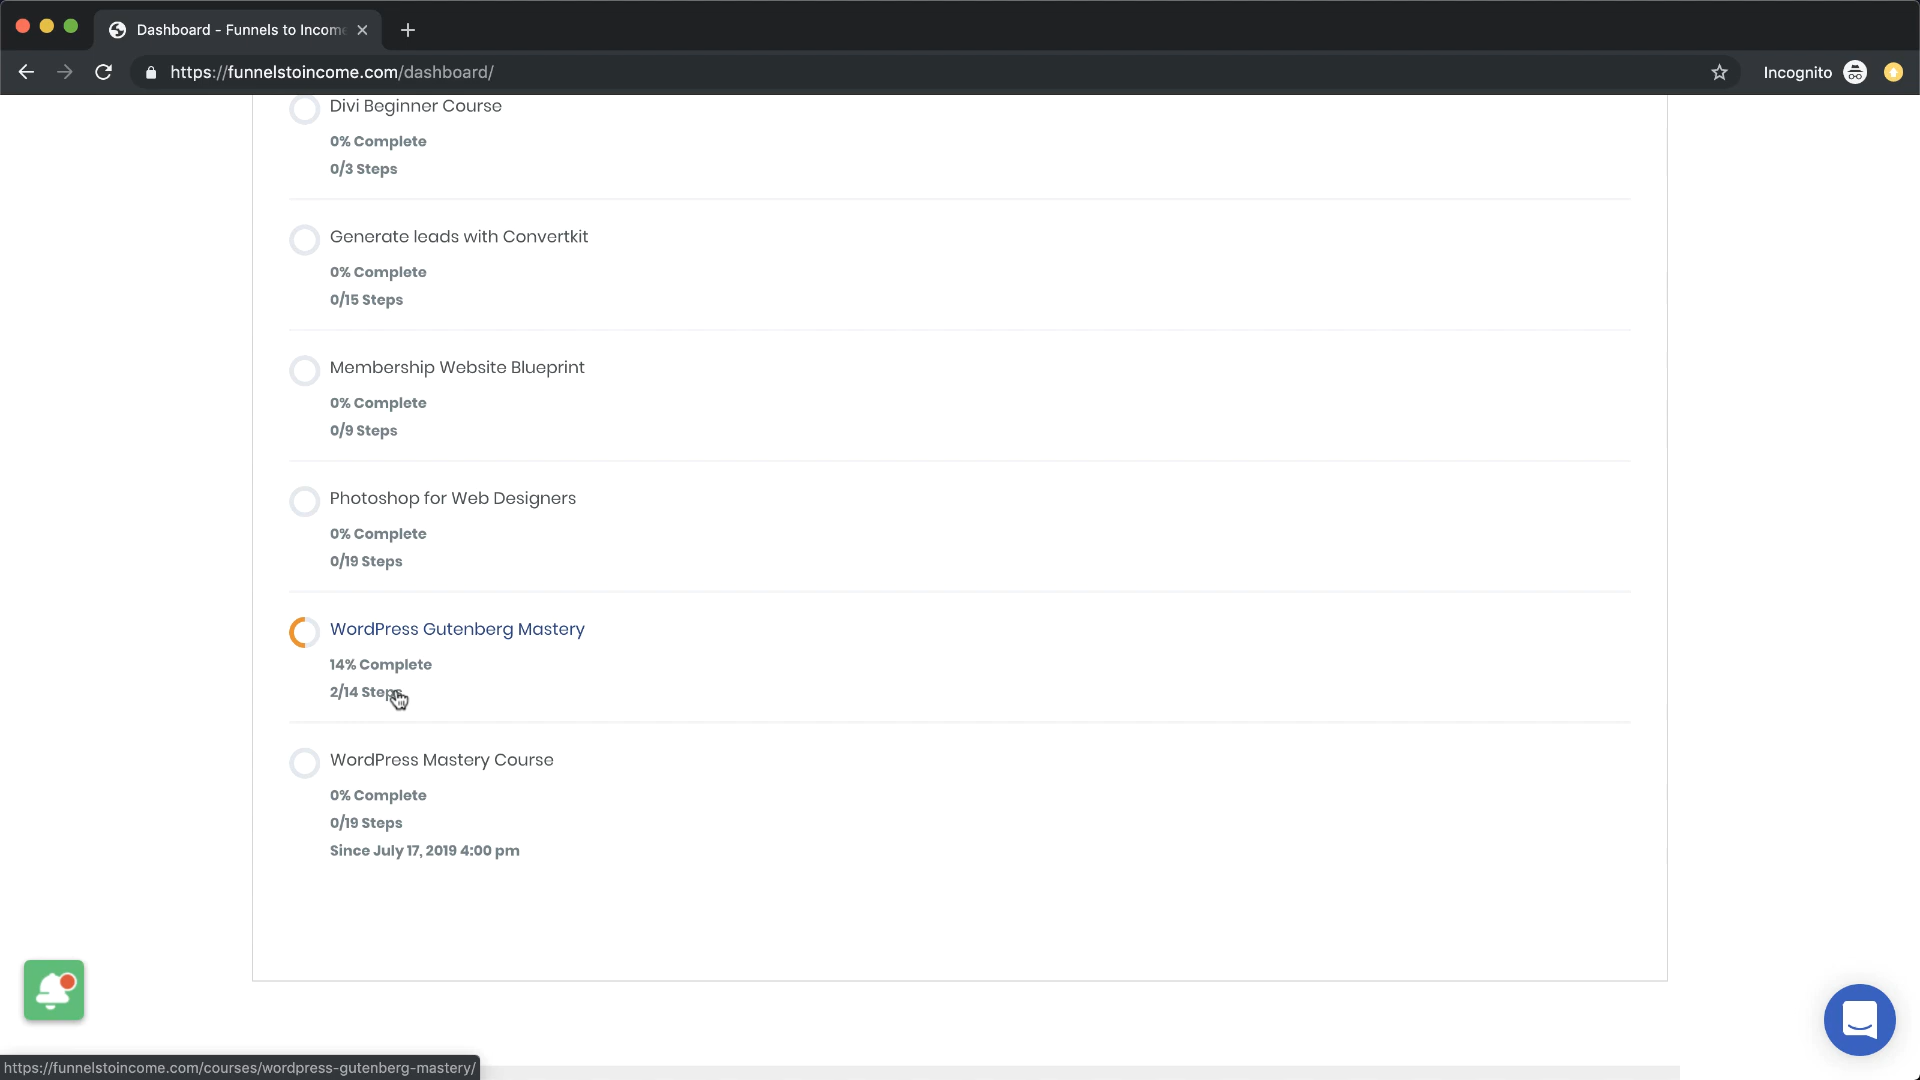 Dashboard - Funnels to Income
https://funnelstoincome.com/dashboard/
Incognito
Divi Beginner Course
0% Complete
0/3 Steps
Generate leads with Convertkit
0% Complete
0/15 Steps
Membership Website Blueprint
0% Complete
0/9 Steps
Photoshop for Web Designers
0% Complete
0/19 Steps
WordPress Gutenberg Mastery
14% Complete
2/14 Steps
WordPress Mastery Course
0% Complete
0/19 Steps
Since July 17, 2019 4:00 pm
https://funnelstoincome.com/courses/wordpress-gutenberg-mastery/